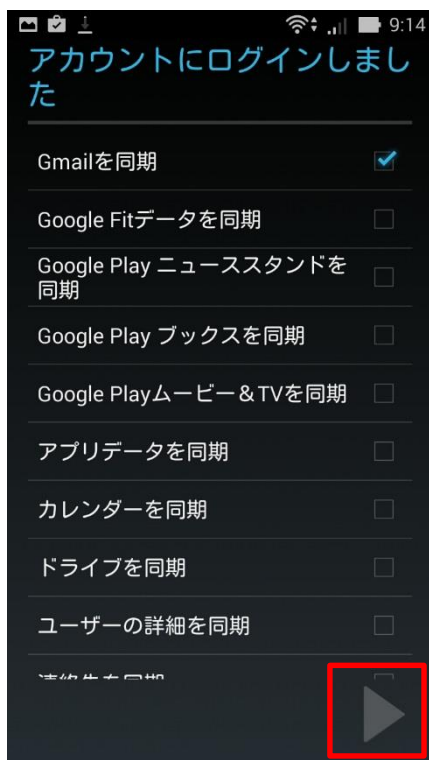 9:14
アカウントにログインしまし
た
Gmailを同期
Google Fitデータを同期
Google Play ニューススタンドを
同期
Google Play ブックスを同期
Google Playムービー＆TVを同期
アプリデータを同期
カレンダーを同期
ドライブを同期
ユーザーの詳細を同期